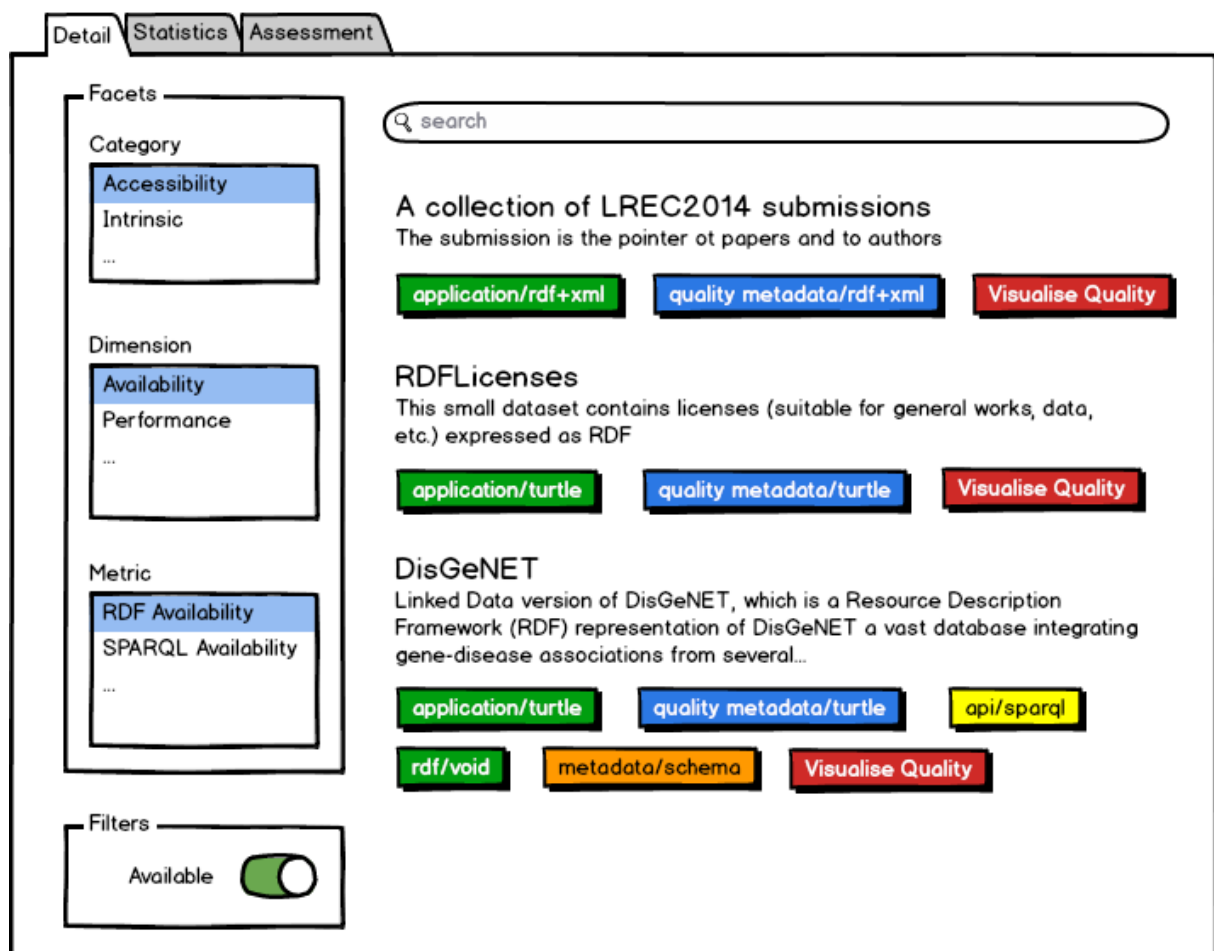 Detail Statistics Assessment
Facets
Category
Accessibility
Intrinsic
...
Dimension
Availability
Performance
...
Metric
RDF Availability
SPARQL Availability
...
Filters
Available
search
A collection of LREC2014 submissions
The submission is the pointer ot papers and to authors
application/rdf+xml quality metadata/rdf+xml Visualise Quality
RDFLicenses
This small dataset contains licenses (suitable for general works, data,
etc.) expressed as RDF
application/turtle quality metadata/turtle Visualise Quality
DisGeNET
Linked Data version of DisGeNET, which is a Resource Description
Framework (RDF) representation of DisGeNET a vast database integrating
gene-disease associations from several...
application/turtle quality metadata/turtle api/sparql
rdf/void metadata/schema Visualise Quality